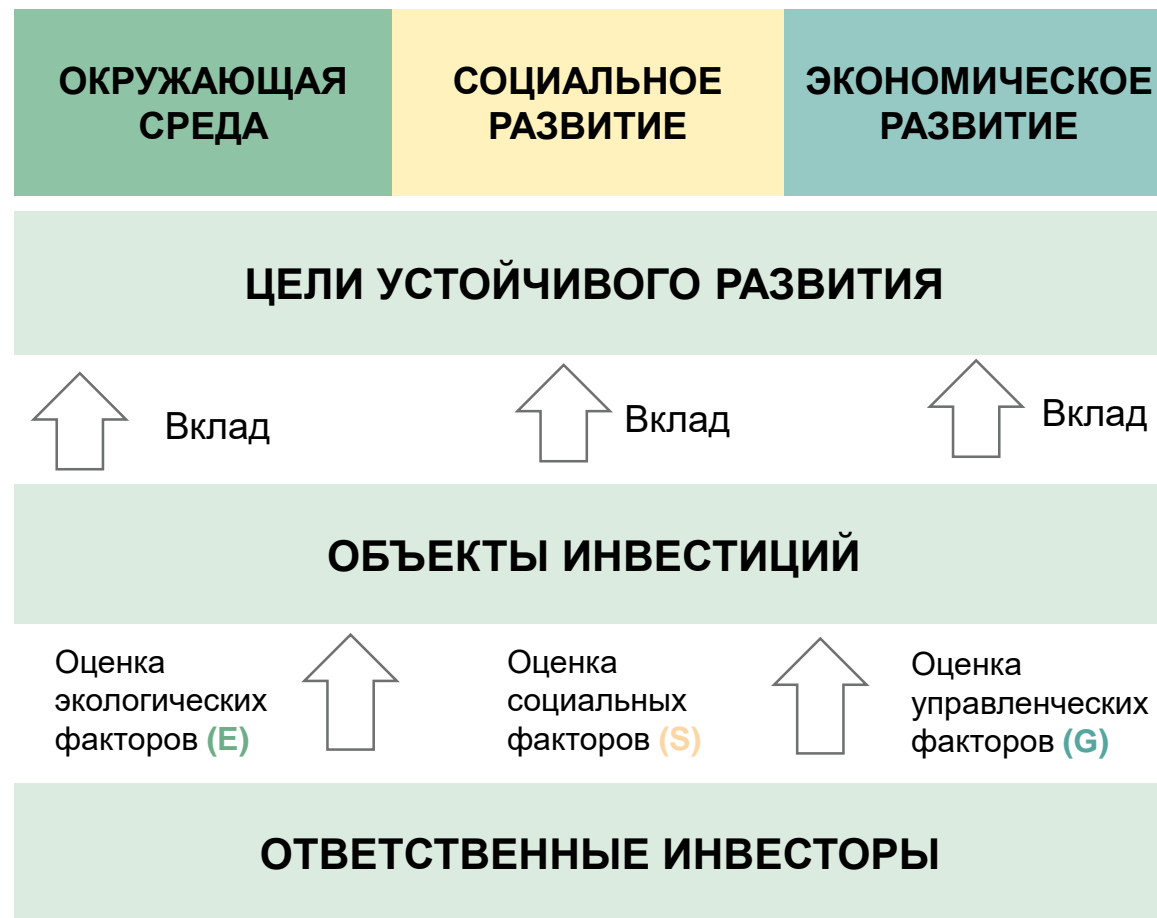 ОКРУЖАЮЩАЯ
СРЕДА
СОЦИАЛЬНОЕ
РАЗВИТИЕ
ЭКОНОМИЧЕСКОЕ
РАЗВИТИЕ
ЦЕЛИ УСТОЙЧИВОГО РАЗВИТИЯ
Вклад
Вклад
Вклад
ОБЪЕКТЫ ИНВЕСТИЦИЙ
Оценка
экологических
факторов (E)
Оценка
социальных
факторов (S)
Оценка
управленческих
факторов (G)
ОТВЕТСТВЕННЫЕ ИНВЕСТОРЫ